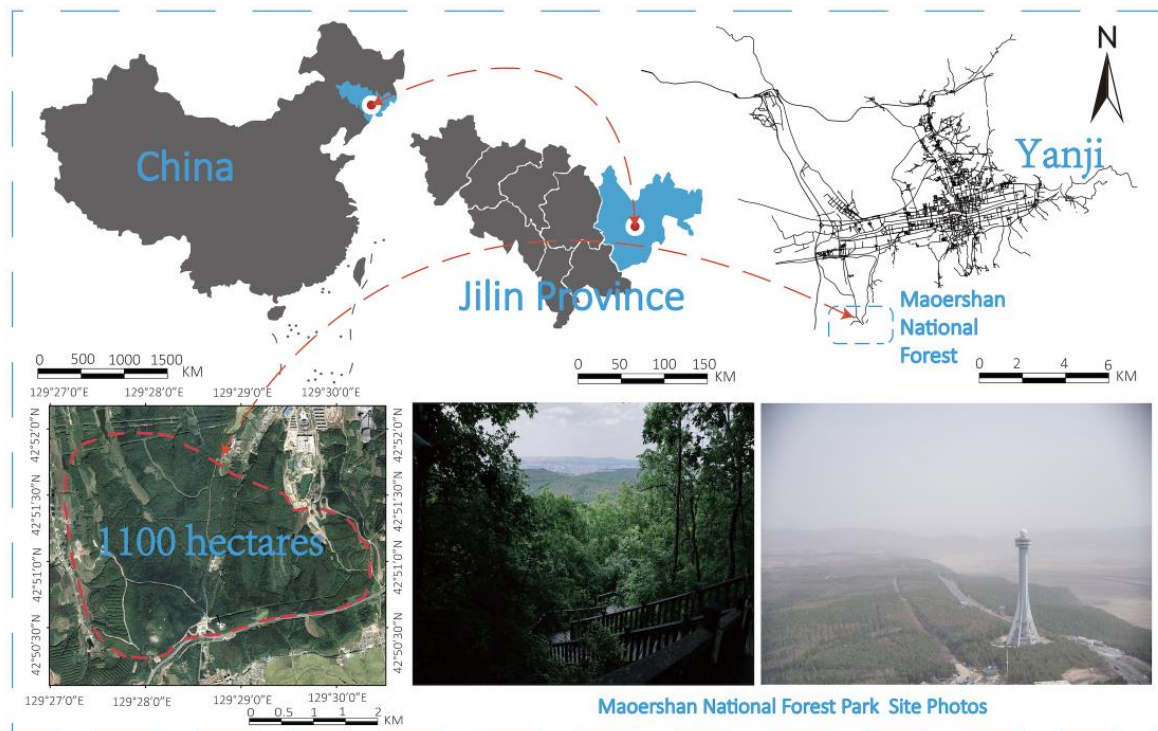 N
China
Yanji
Jilin Province
Maoershan
National
Forest
0 500 1000 1500
KM
0 50 100 150
KM
0 2 4 6
KM
129°27'0"E 129°28'0"E 129°29'0"E 129°30'0"E
42°52'0"N
42°51'30"N
42°51'0"N
42°50'30"N
1100 hectares
42°52'0"N
42°51'30"N
42°51'0"N
42°50'30"N
129°27'0"E 129°28'0"E 129°29'0"E 129°30'0"E
0 0.5 1 1 2
KM
Maoershan National Forest Park Site Photos